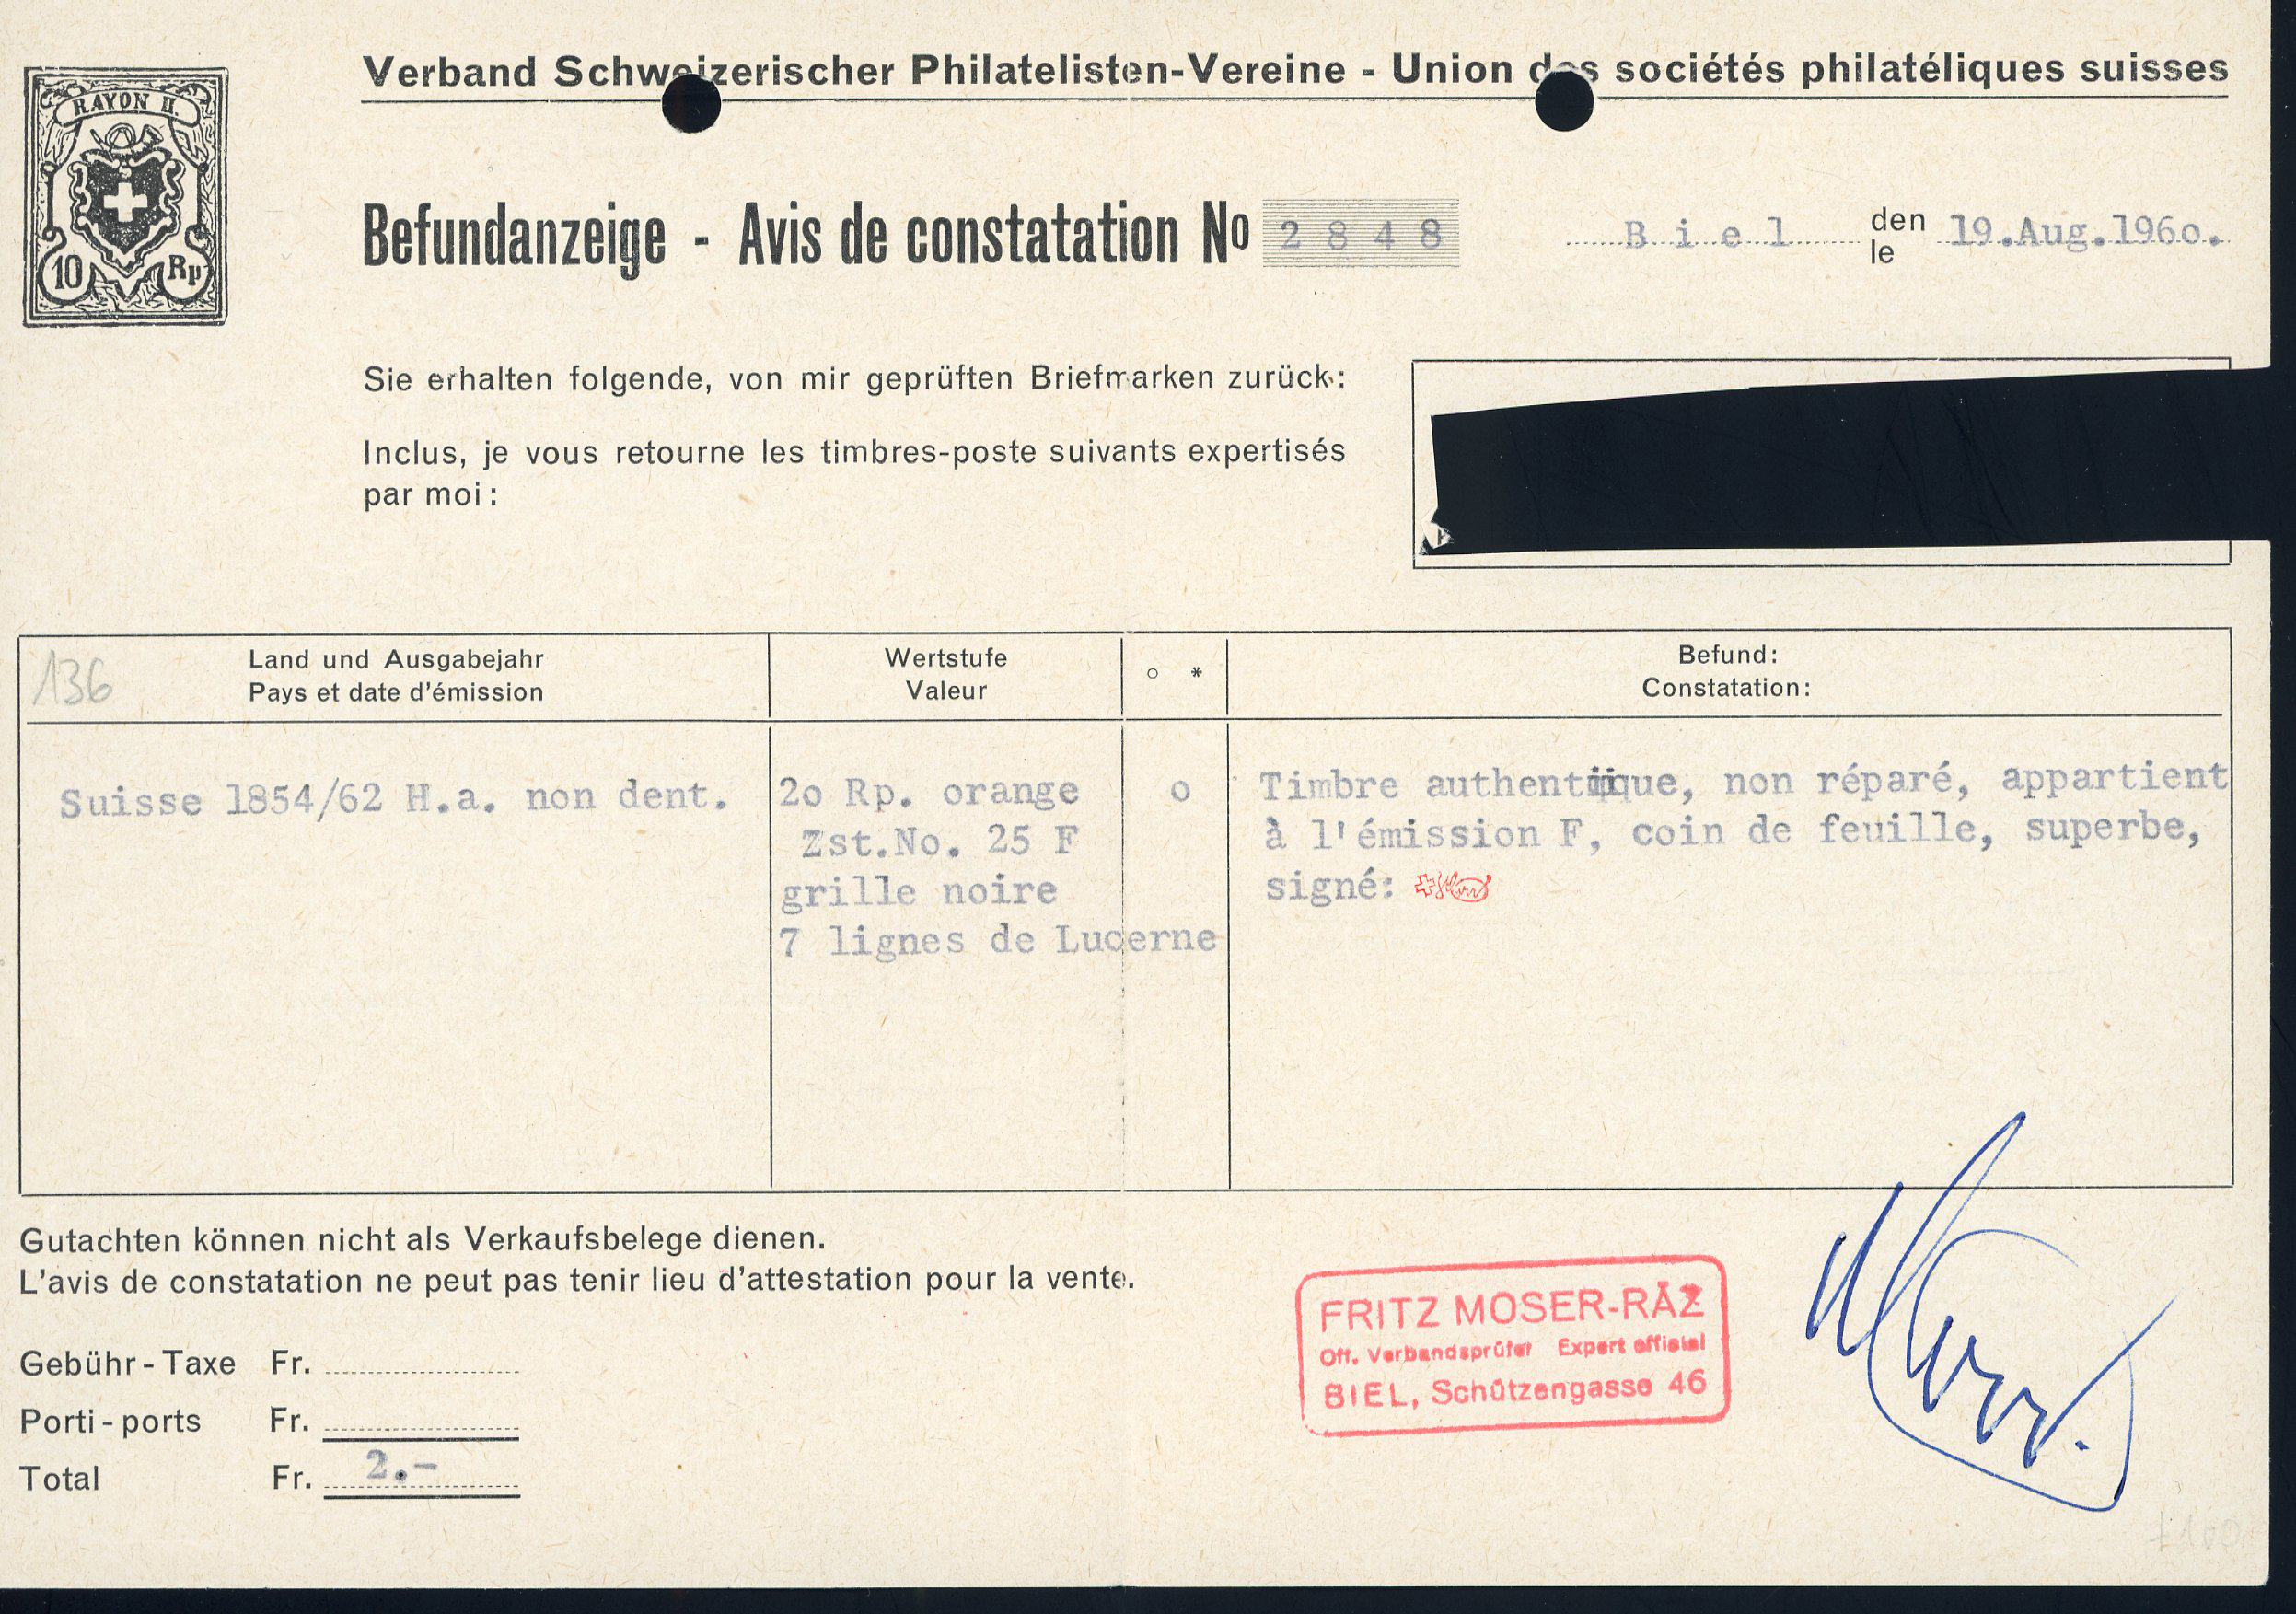 Verband Schweizerischer Philatelisten-Vereine - Union des sociétés philatéliques suisses
RAYON II.
10 Rp.
Befundanzeige - Avis de constatation No 2848
Biel den 19.Aug.196o.
le
Sie erhalten folgende, von mir geprüften Briefmarken zurück:
Inclus, je vous retourne les timbres-poste suivants expertisés
par moi:
136
Land und Ausgabejahr
Pays et date d'émission
Wertstufe
Valeur
o *
Befund:
Constatation:
Suisse 1854/62 H.a. non dent.
2o Rp. orange
Zst.No. 25 F
grille noire
7 lignes de Lucerne
o
Timbre authentique, non réparé, appartient
à l'émission F, coin de feuille, superbe,
signé:
Gutachten können nicht als Verkaufsbelege dienen.
L'avis de constatation ne peut pas tenir lieu d'attestation pour la vente.
Gebühr-Taxe Fr.
Porti-ports Fr.
Total Fr. 2.-
FRITZ MOSER-RÄZ
Off. Verbandsprüfer Expert officiel
BIEL, Schützengasse 46